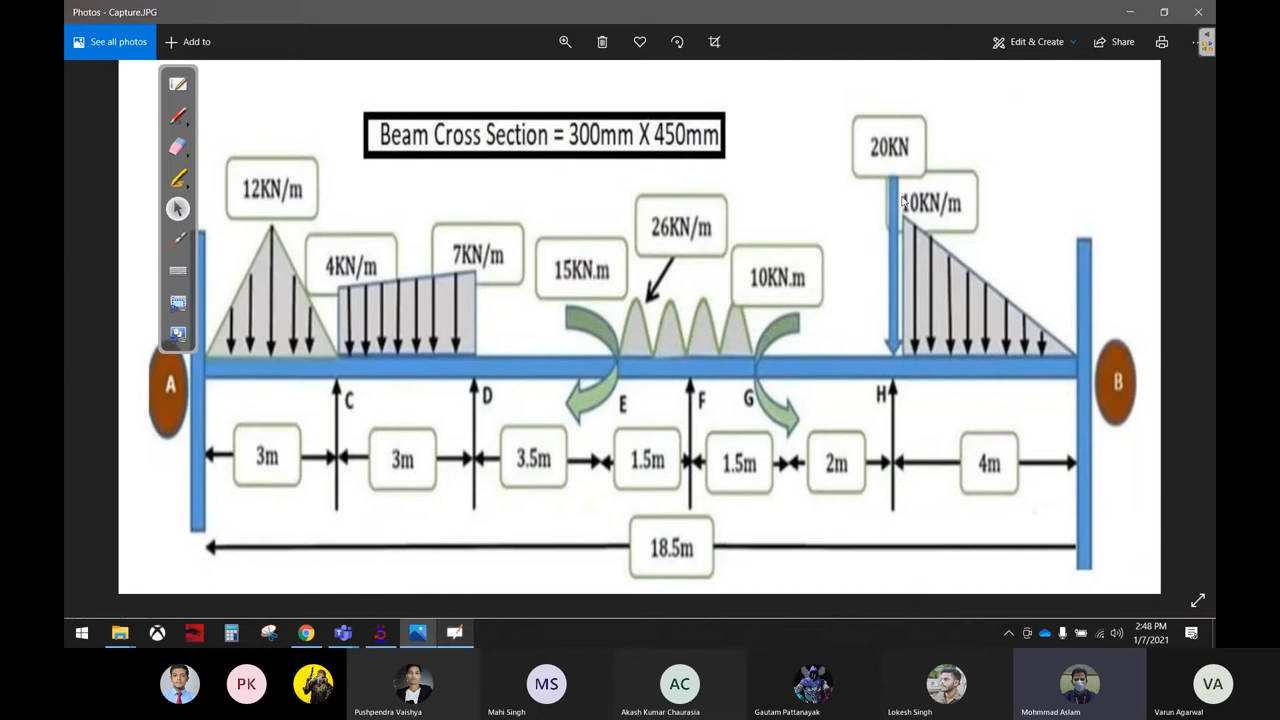 Photos - Capture.JPG
See all photos
Add to
Edit & Create
Share
Beam Cross Section = 300mm X 450mm
20KN
12KN/m
10KN/m
26KN/m
7KN/m
4KN/m
15KN.m
10KN.m
A
B
C
D
E
F
G
H
3m
3m
3.5m
1.5m
1.5m
2m
4m
18.5m
2:48 PM
1/7/2021
PK
MS
AC
VA
Pushpendra Vaishya
Mahi Singh
Akash Kumar Chaurasia
Gautam Pattanayak
Lokesh Singh
Mohmmad Aslam
Varun Agarwal